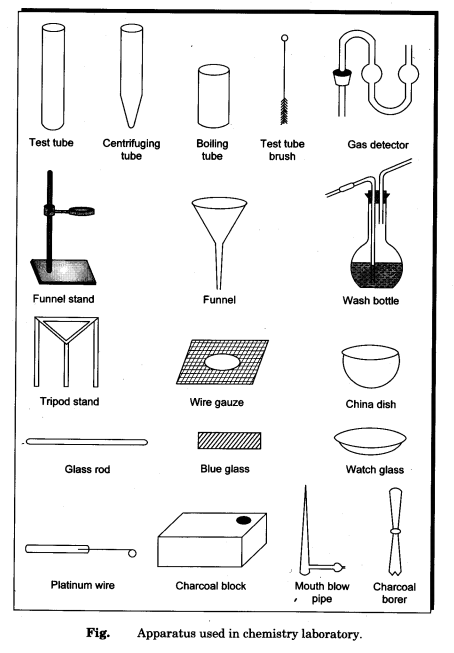 Test tube
Centrifuging
tube
Boiling
tube
Test tube
brush
Gas detector
Funnel stand
Funnel
Wash bottle
Tripod stand
Wire gauze
China dish
Glass rod
Blue glass
Watch glass
Platinum wire
Charcoal block
Mouth blow
pipe
Charcoal
borer
Fig. Apparatus used in chemistry laboratory.